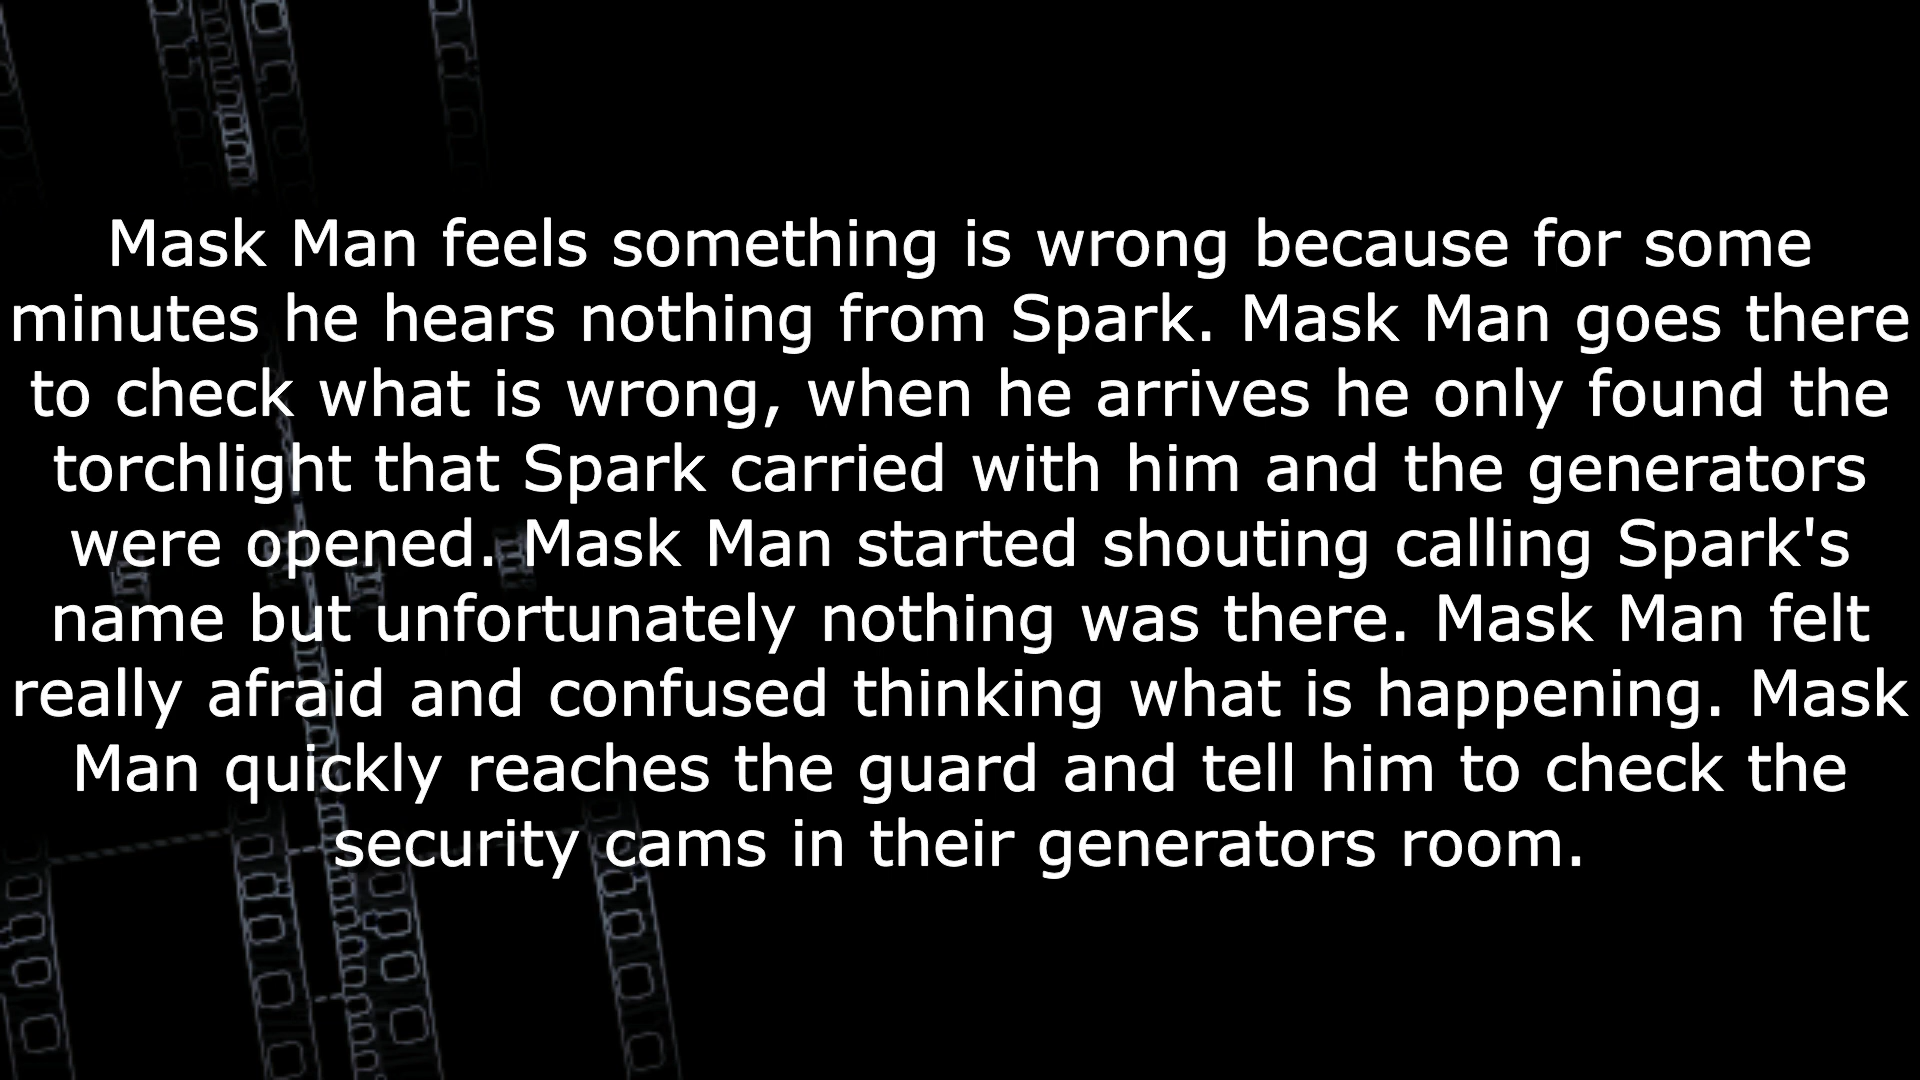 Mask Man feels something is wrong because for some
minutes he hears nothing from Spark. Mask Man goes there
to check what is wrong, when he arrives he only found the
torchlight that Spark carried with him and the generators
were opened. Mask Man started shouting calling Spark's
name but unfortunately nothing was there. Mask Man felt
really afraid and confused thinking what is happening. Mask
Man quickly reaches the guard and tell him to check the
security cams in their generators room.